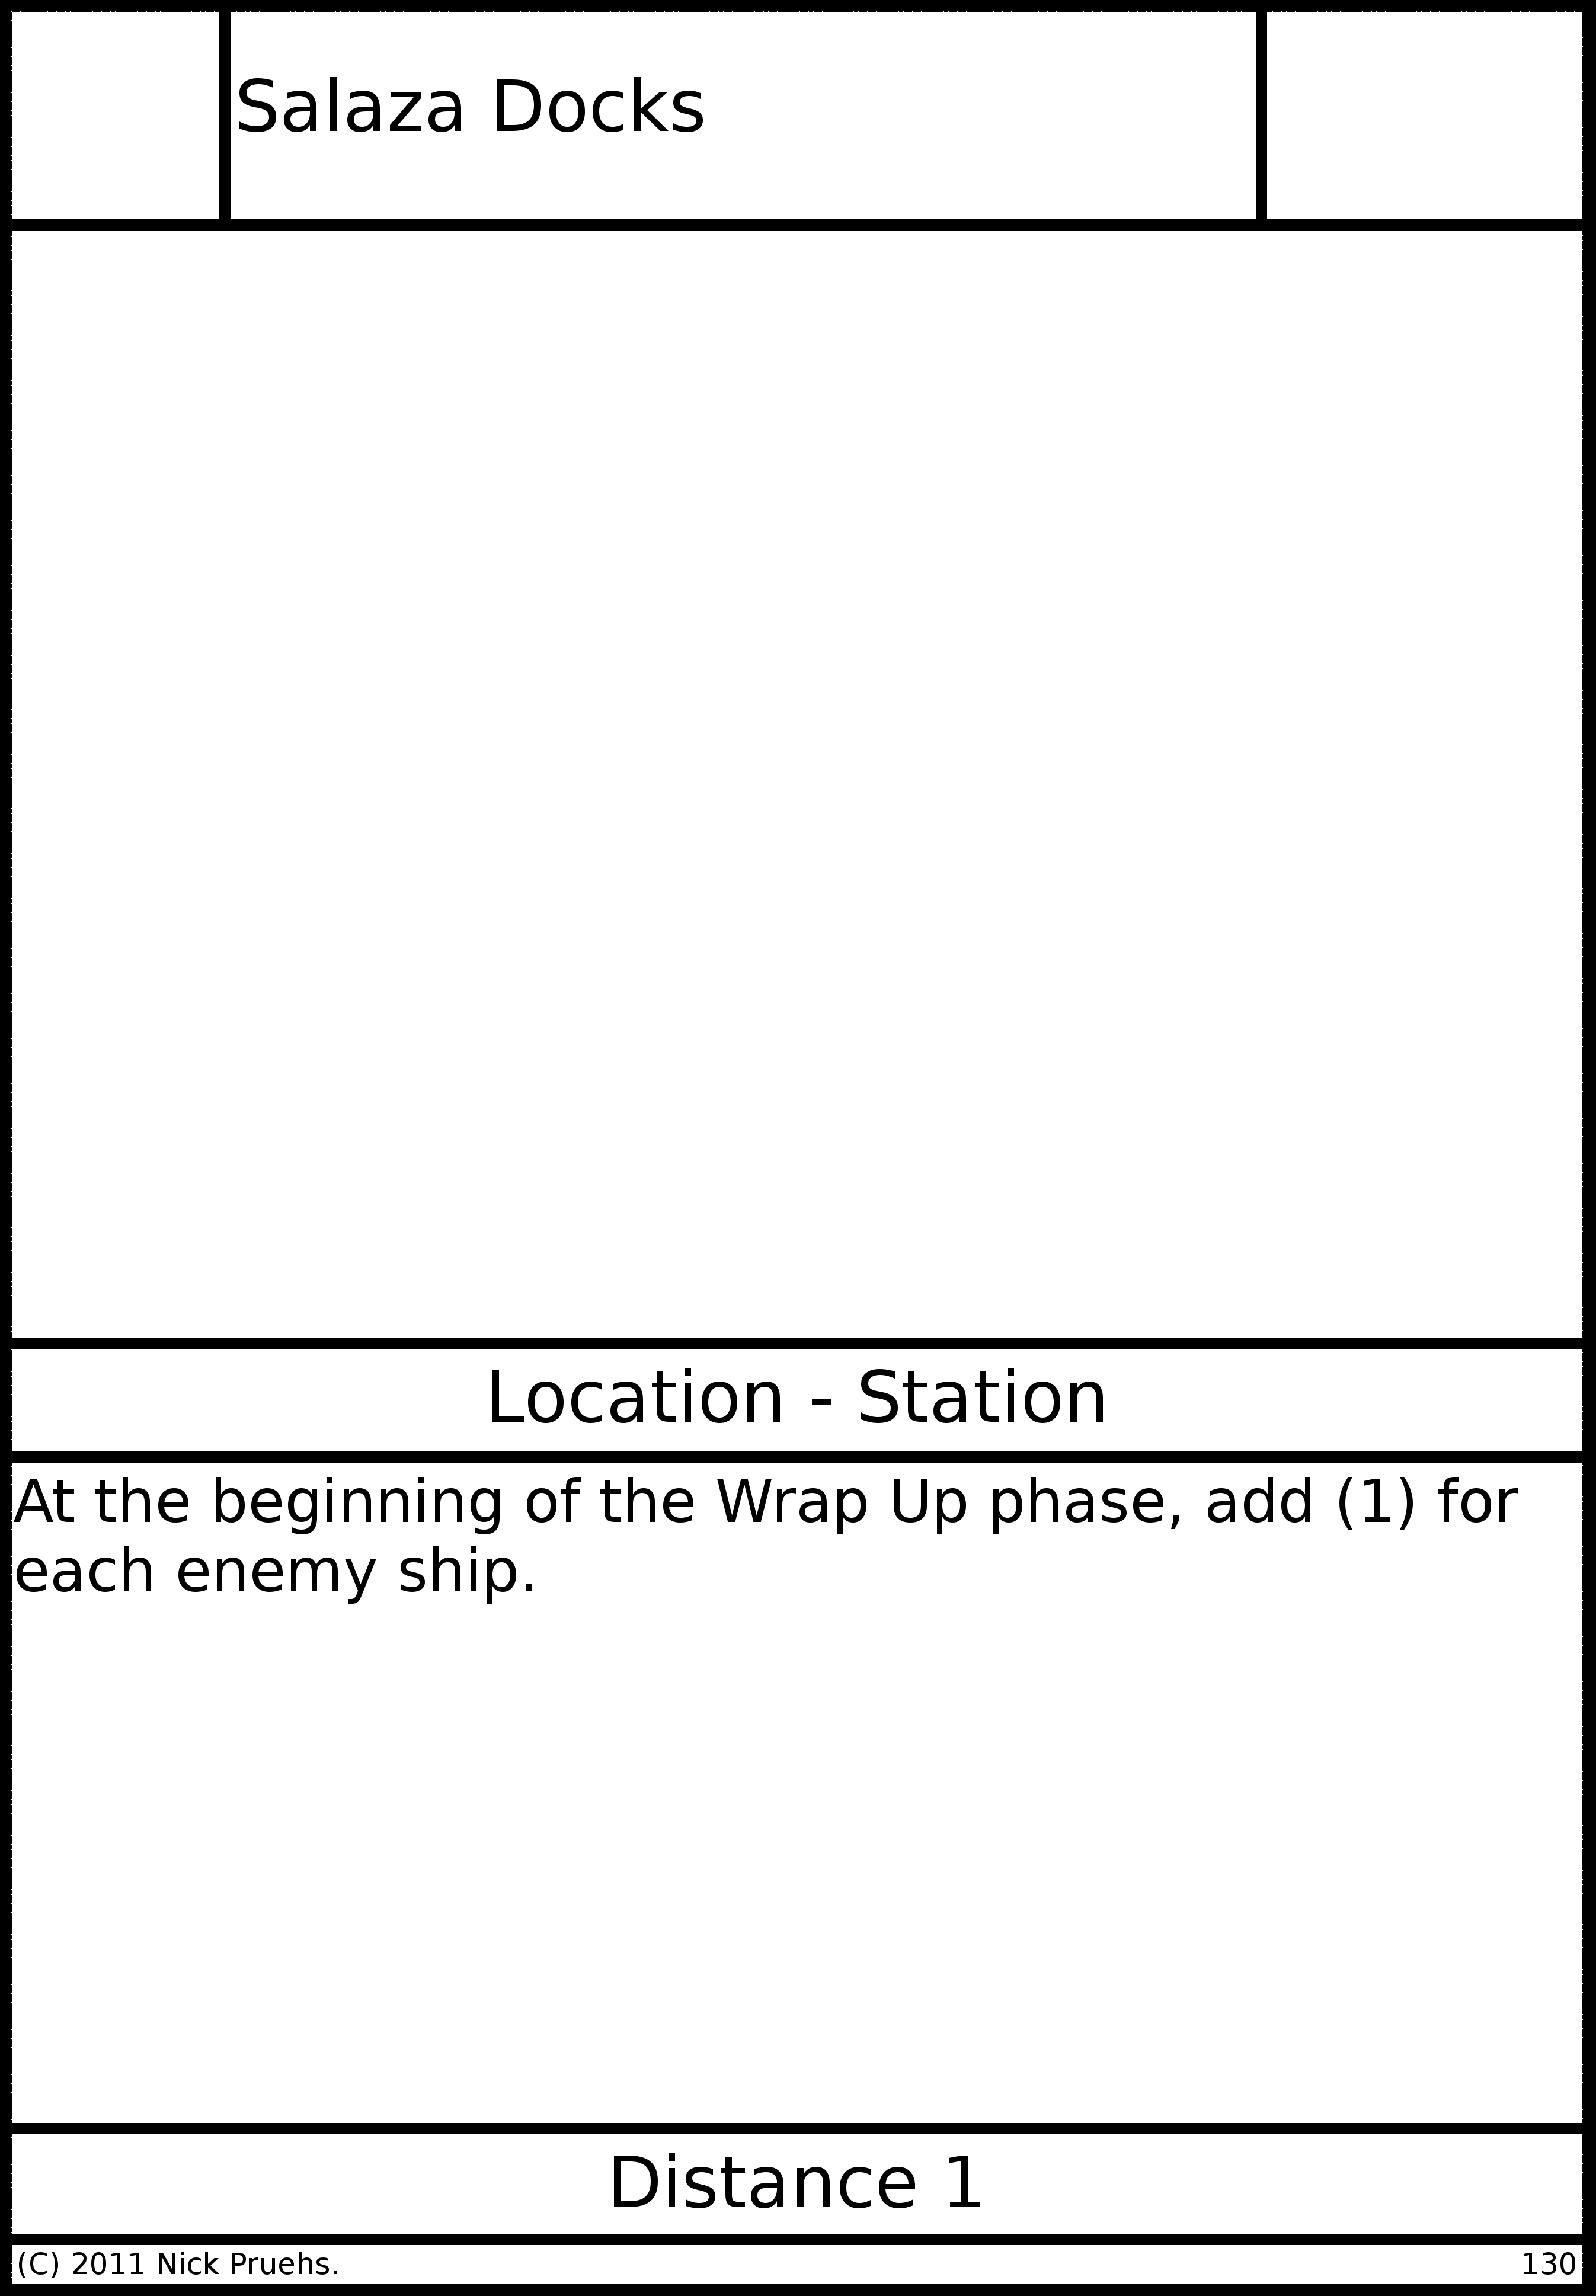 Salaza Docks
Location - Station
At the beginning of the Wrap Up phase, add (1) for
each enemy ship.
Distance 1
(C) 2011 Nick Pruehs.
130